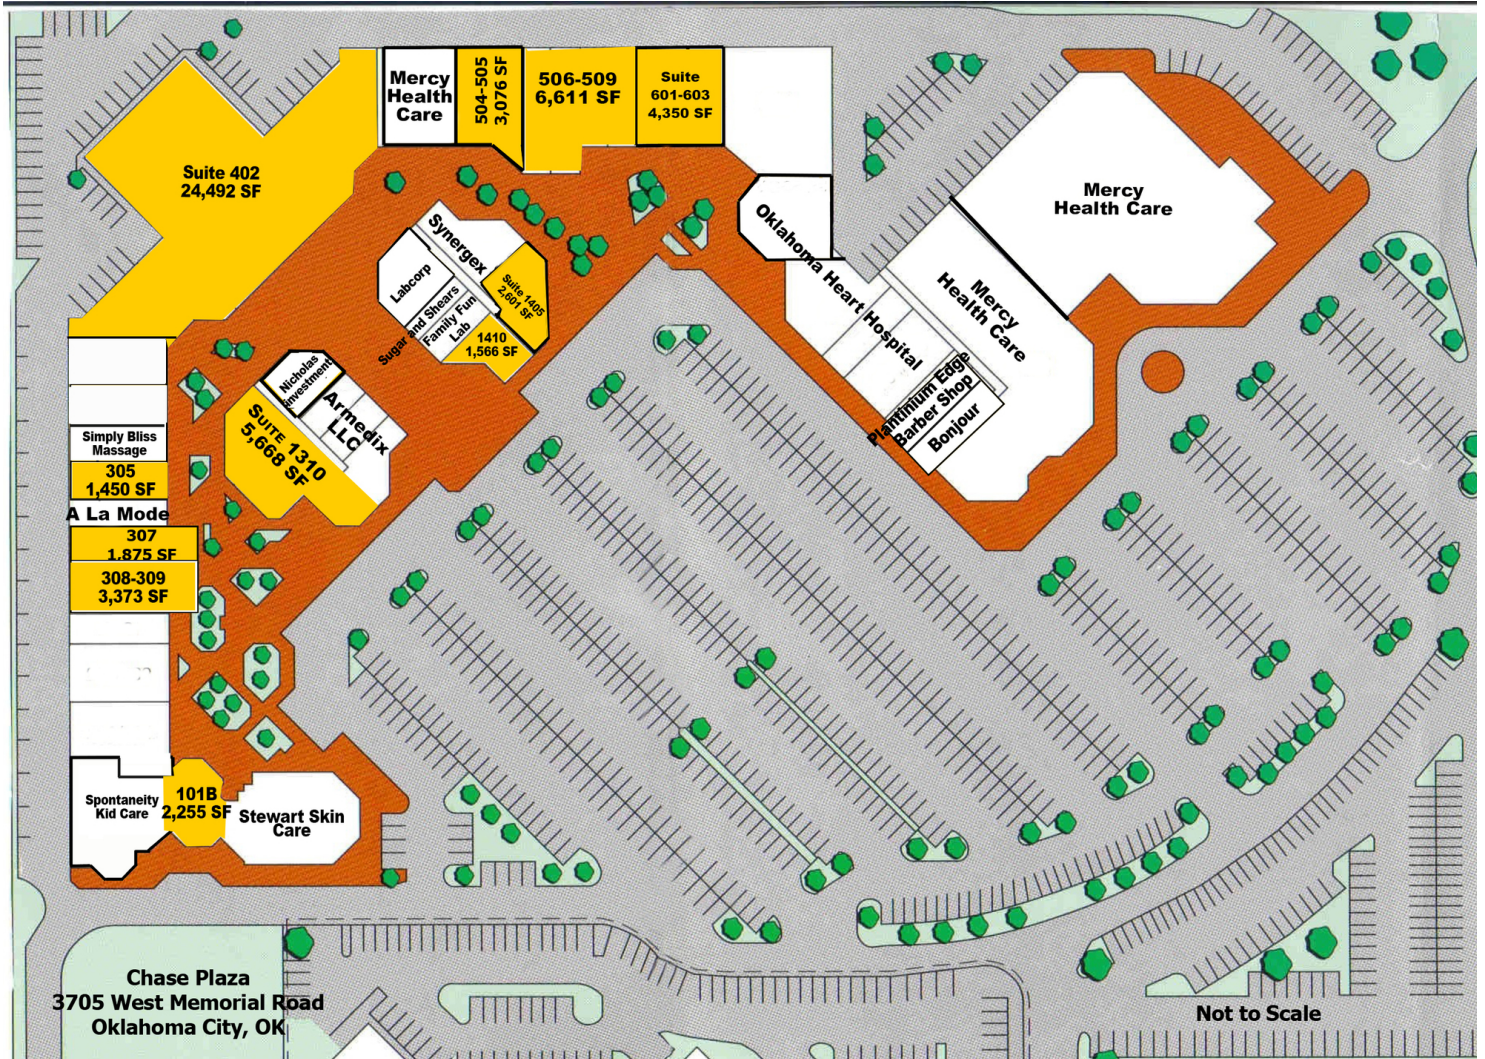 Mercy
Health
Care
504-505
3,076 SF
506-509
6,611 SF
Suite
601-603
4,350 SF
Suite 402
24,492 SF
Mercy
Health Care
Oklahoma Heart Hospital
Mercy
Health Care
Synergex
Labcorp
Suite 1405
2,601 SF
Sugar and Shears
Family Fun
Lab
1410
1,566 SF
Nicholas
investments
Armedix
LLC
SUITE 1310
5,668 SF
Plantinium Edge
Barber Shop
Bonjour
Simply Bliss
Massage
305
1,450 SF
A La Mode
307
1.875 SF
308-309
3,373 SF
Spontaneity
Kid Care
101B
2,255 SF
Stewart Skin
Care
Chase Plaza
3705 West Memorial Road
Oklahoma City, OK
Not to Scale